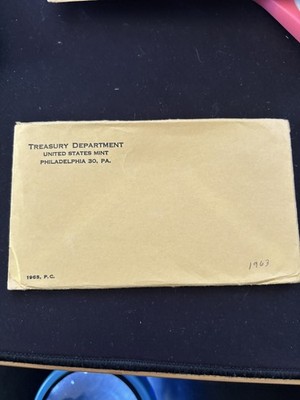 TREASURY DEPARTMENT
UNITED STATES MINT
PHILADELPHIA 30, PA.
1963, P.C.
1963